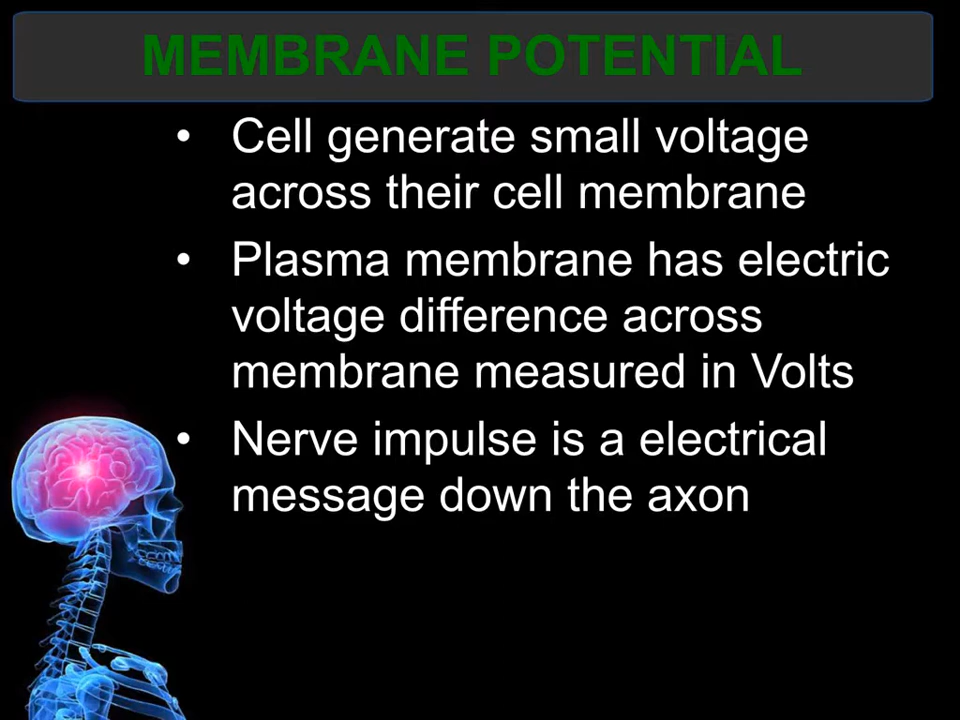 MEMBRANE POTENTIAL
• Cell generate small voltage
across their cell membrane
• Plasma membrane has electric
voltage difference across
membrane measured in Volts
• Nerve impulse is a electrical
message down the axon